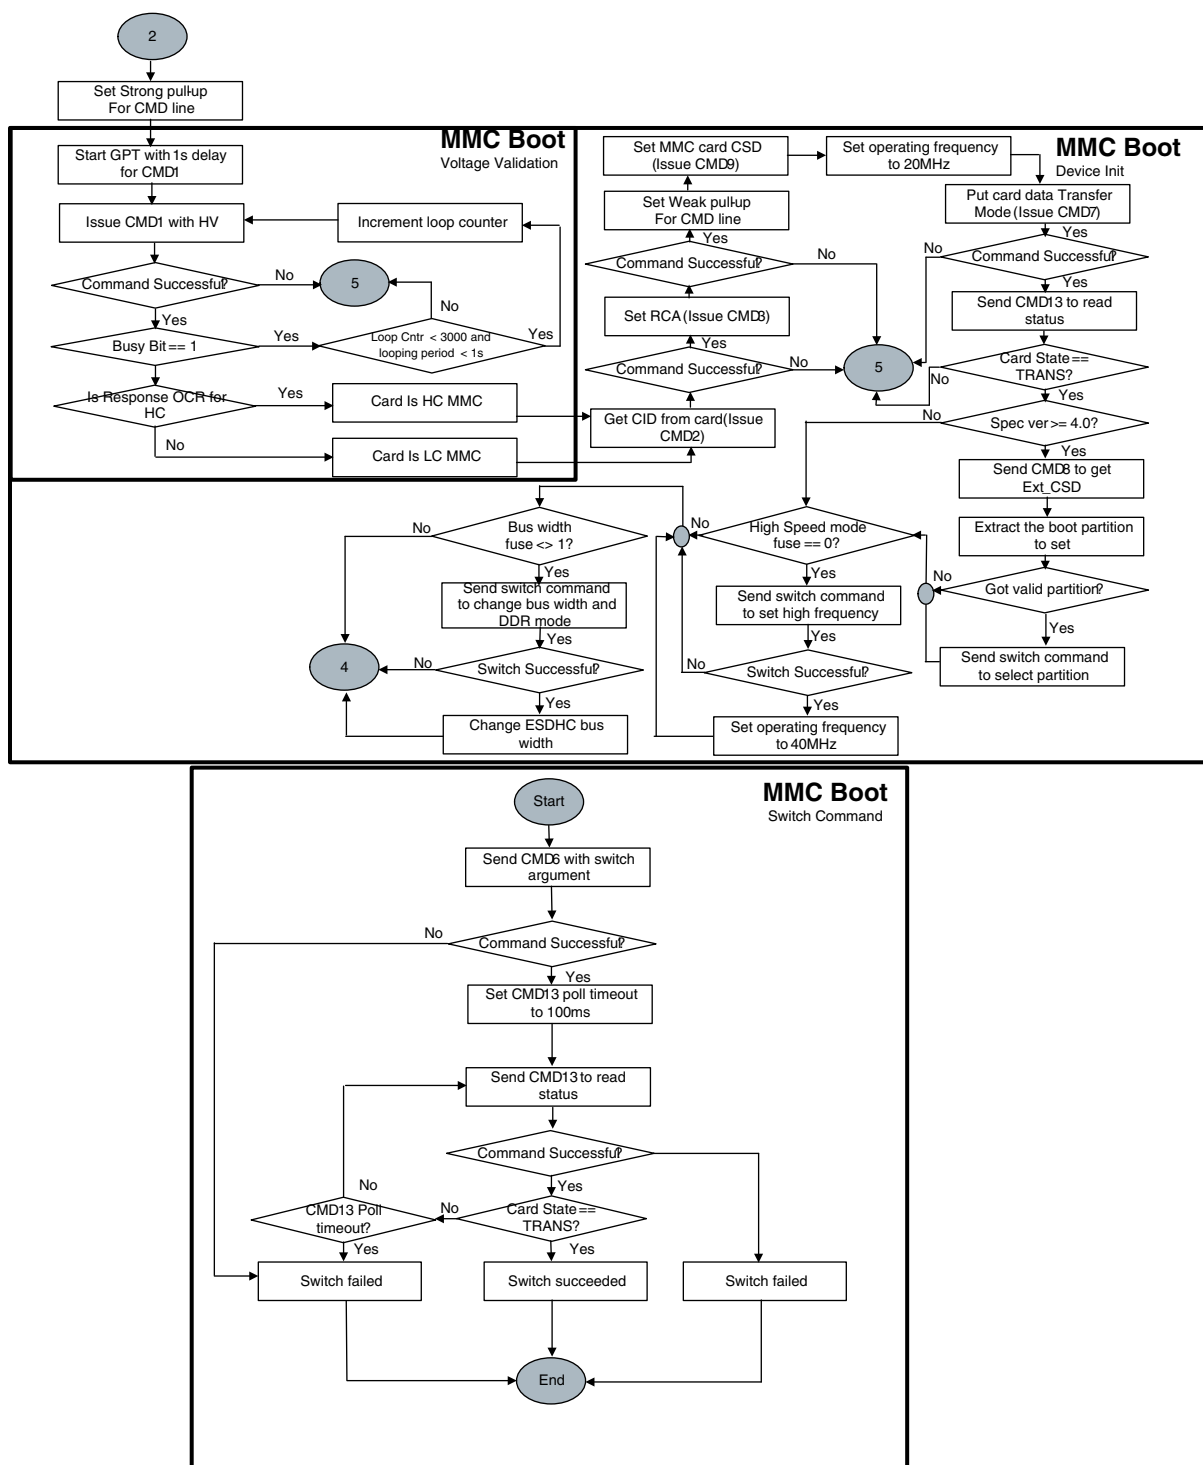 2
Set Strong pull-up
For CMD line
MMC Boot
Voltage Validation
Start GPT with 1s delay
for CMD1
Issue CMD1 with HV
Increment loop counter
Command Successful?
No
5
Yes
No
Busy Bit == 1
Yes
Loop Cntr < 3000 and
looping period < 1s
Yes
Is Response OCR for
HC
Yes
Card Is HC MMC
No
Card Is LC MMC
MMC Boot
Device Init
Set MMC card CSD
(Issue CMD9)
Set operating frequency
to 20MHz
Put card data Transfer
Mode (Issue CMD7)
Set Weak pull-up
For CMD line
Yes
Yes
No
Command Successful?
No
Command Successful?
Yes
Set RCA (Issue CMD3)
Send CMD13 to read
status
Yes
Command Successful?
No
5
Card State ==
TRANS?
No
Yes
Get CID from card(Issue
CMD2)
No
Spec ver >= 4.0?
Yes
Send CMD8 to get
Ext_CSD
No
Bus width
fuse <> 1?
No
High Speed mode
fuse == 0?
Extract the boot partition
to set
Yes
Yes
No
Got valid partition?
Send switch command
to change bus width and
DDR mode
Send switch command
to set high frequency
Yes
Yes
Yes
4
No
Switch Successful?
No
Switch Successful?
Send switch command
to select partition
Yes
Yes
Change ESDHC bus
width
Set operating frequency
to 40MHz
MMC Boot
Switch Command
Start
Send CMD6 with switch
argument
No
Command Successful?
Yes
Set CMD13 poll timeout
to 100ms
Send CMD13 to read
status
Command Successful?
No
Yes
CMD13 Poll
timeout?
No
Card State ==
TRANS?
Yes
Yes
Switch failed
Switch succeeded
Switch failed
End